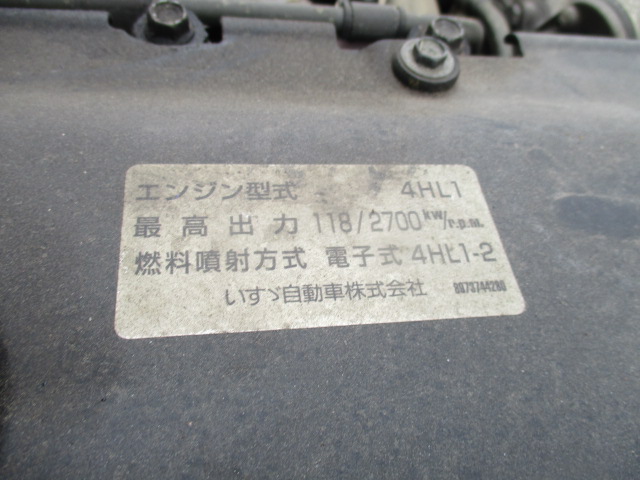 エンジン型式 - 4HL1
最高出力 118/2700 kW/r.p.M.
燃料噴射方式 電子式 4HL1-2
いすゞ自動車株式会社